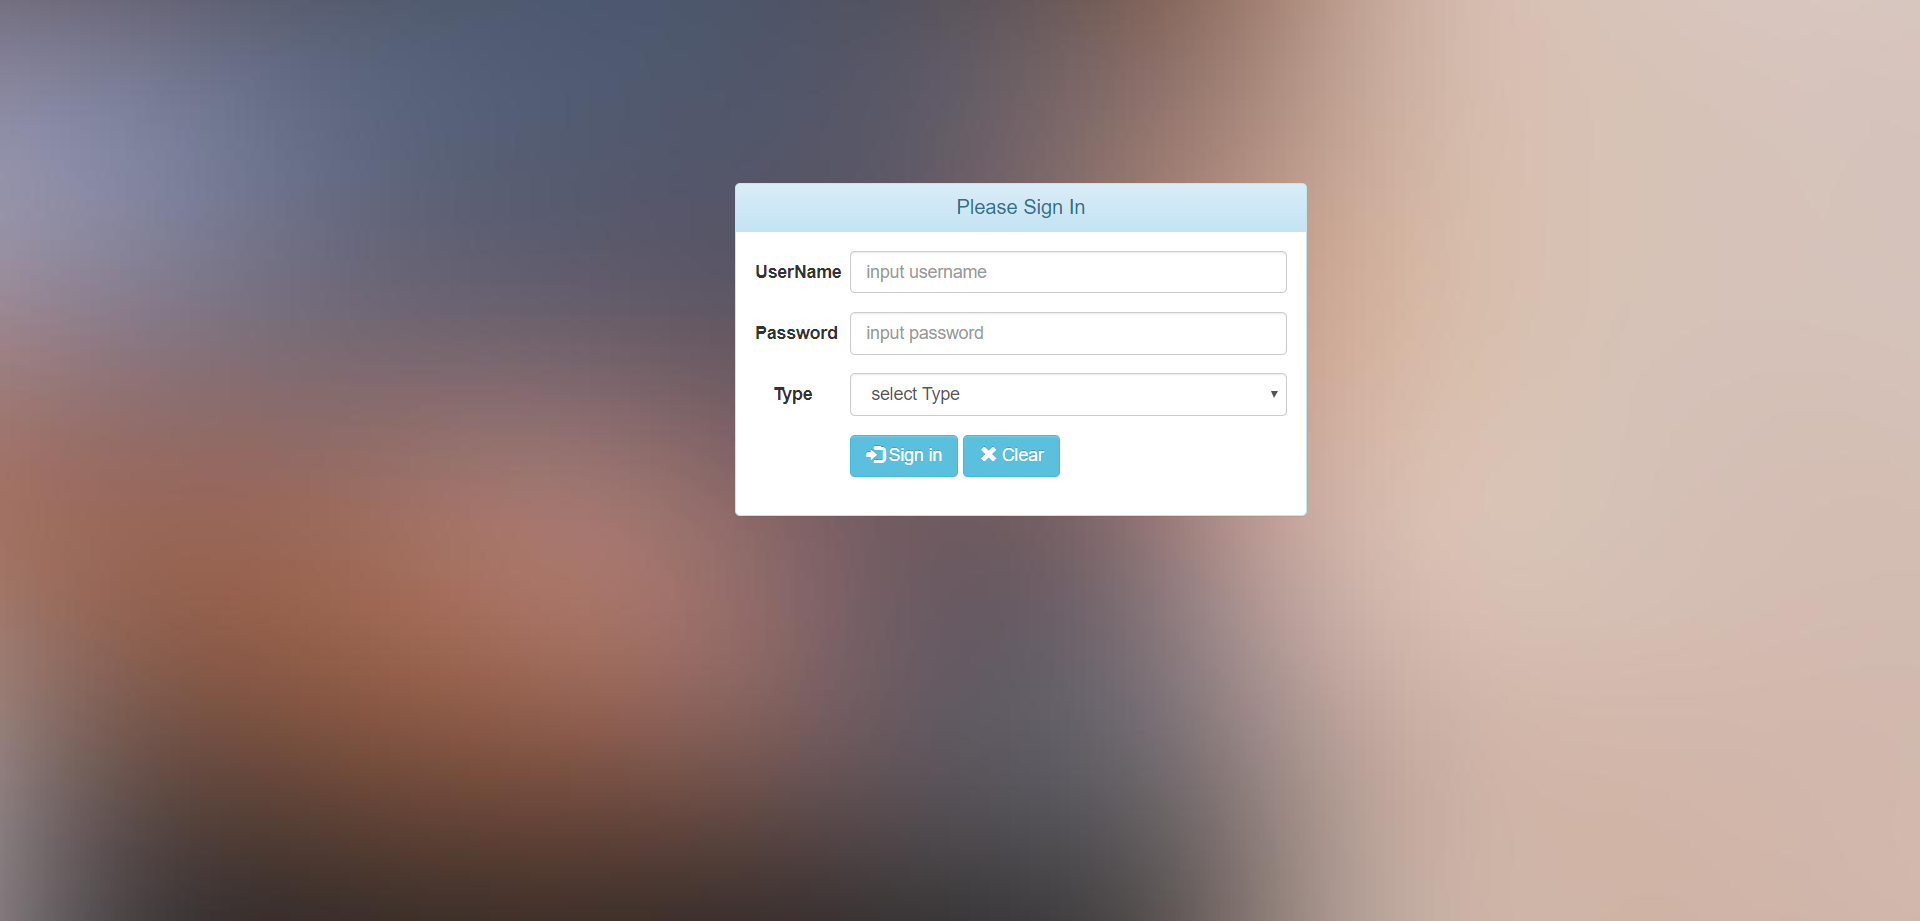 Please Sign In
UserName input username
Password input password
Type select Type
Sign in Clear